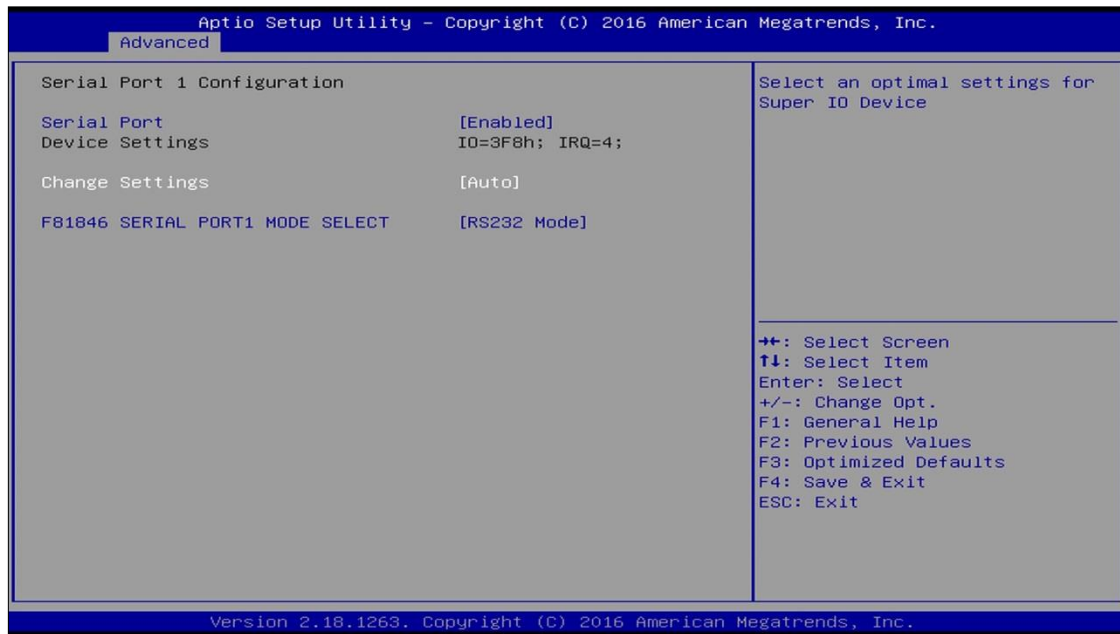 Aptio Setup Utility – Copyright (C) 2016 American Megatrends, Inc.
Advanced
Serial Port 1 Configuration
Serial Port [Enabled]
Device Settings IO=3F8h; IRQ=4;
Change Settings [Auto]
F81846 SERIAL PORT1 MODE SELECT [RS232 Mode]
Select an optimal settings for
Super IO Device
→←: Select Screen
↑↓: Select Item
Enter: Select
+/-: Change Opt.
F1: General Help
F2: Previous Values
F3: Optimized Defaults
F4: Save & Exit
ESC: Exit
Version 2.18.1263. Copyright (C) 2016 American Megatrends, Inc.